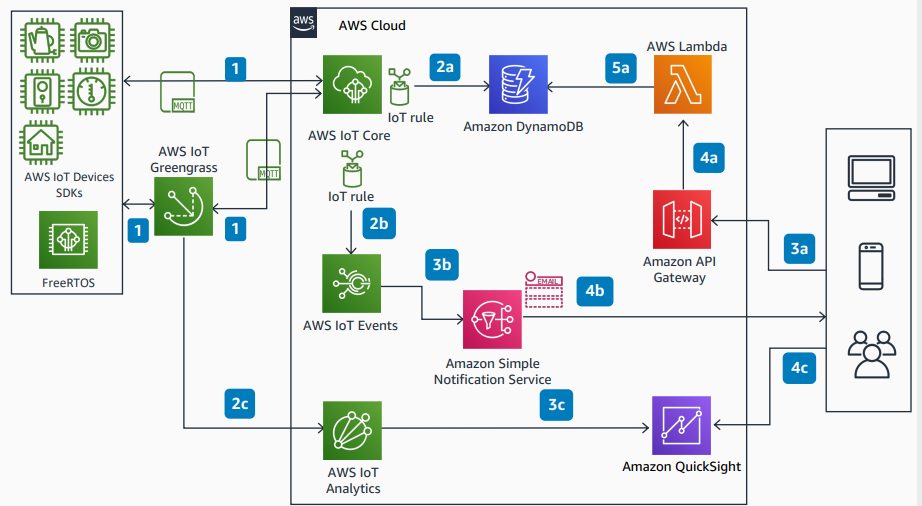 aws
AWS Cloud
AWS Lambda
1
2a
5a
MQTT
IoT rule
Amazon DynamoDB
AWS IoT Core
AWS IoT Devices
SDKs
AWS IoT
Greengrass
MQTT
4a
IoT rule
1
1
2b
3a
FreeRTOS
Amazon API
Gateway
3b
EMAIL
4b
AWS IoT Events
Amazon Simple
Notification Service
4c
2c
3c
Amazon QuickSight
AWS IoT
Analytics